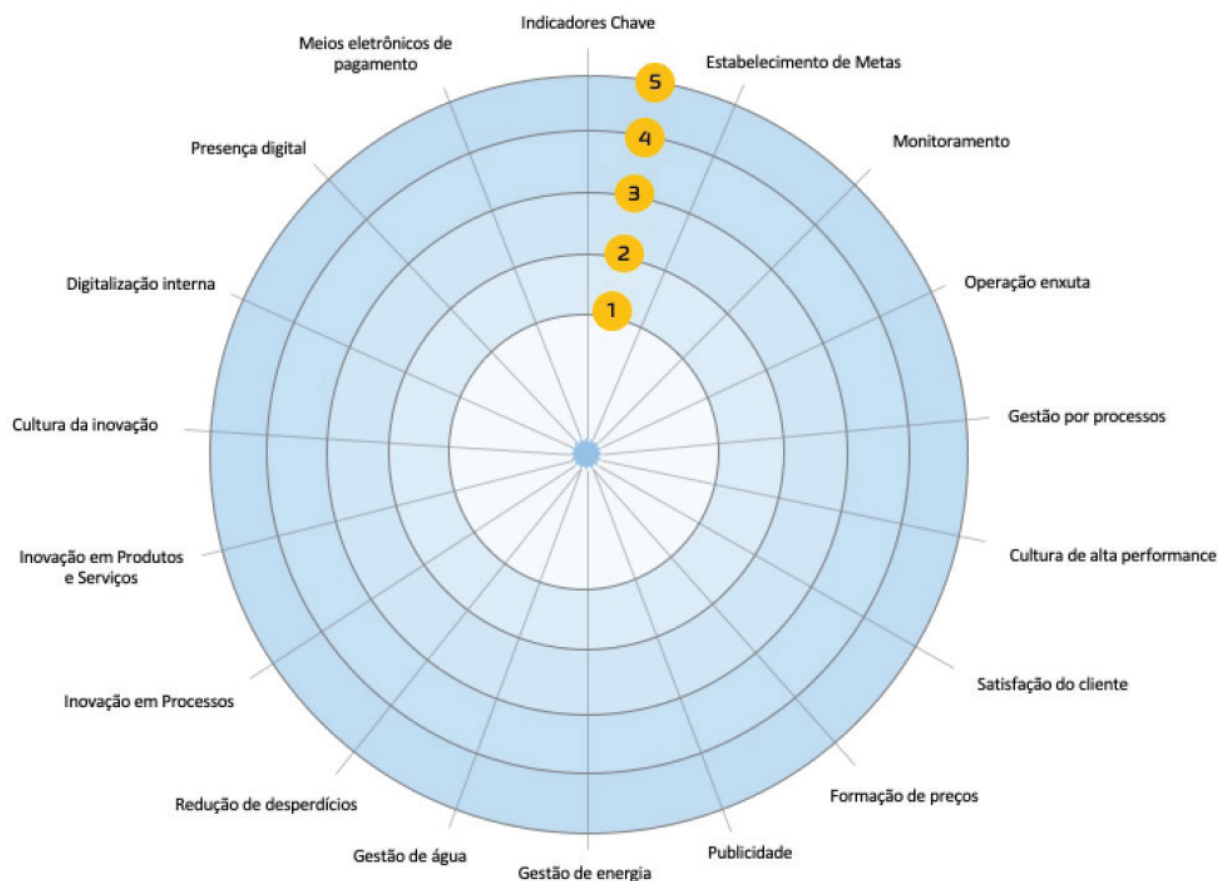 Indicadores Chave
Estabelecimento de Metas
Monitoramento
Operação enxuta
Gestão por processos
Cultura de alta performance
Satisfação do cliente
Formação de preços
Publicidade
Gestão de energia
Gestão de água
Redução de desperdícios
Inovação em Processos
Inovação em Produtos
e Serviços
Cultura da inovação
Digitalização interna
Presença digital
Meios eletrônicos de
pagamento
5
4
3
2
1